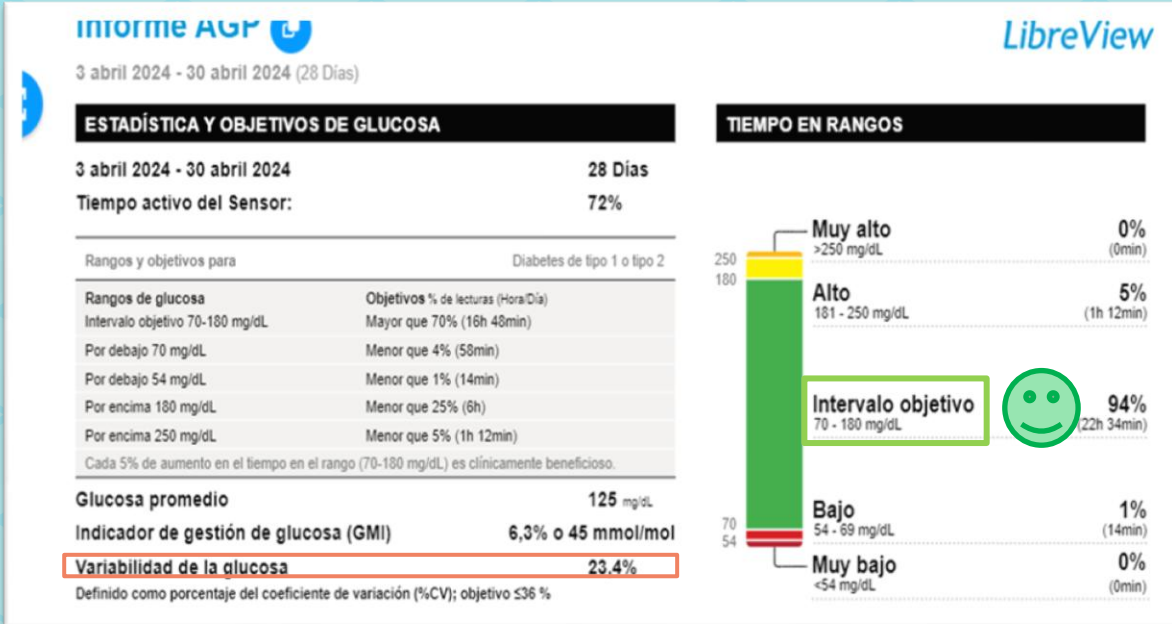 Informe AGP
LibreView
3 abril 2024 - 30 abril 2024 (28 Días)
ESTADÍSTICA Y OBJETIVOS DE GLUCOSA
3 abril 2024 - 30 abril 2024 28 Días
Tiempo activo del Sensor: 72%
Rangos y objetivos para Diabetes de tipo 1 o tipo 2
Rangos de glucosa Objetivos % de lecturas (Hora/Día)
Intervalo objetivo 70-180 mg/dL Mayor que 70% (16h 48min)
Por debajo 70 mg/dL Menor que 4% (58min)
Por debajo 54 mg/dL Menor que 1% (14min)
Por encima 180 mg/dL Menor que 25% (6h)
Por encima 250 mg/dL Menor que 5% (1h 12min)
Cada 5% de aumento en el tiempo en el rango (70-180 mg/dL) es clínicamente beneficioso.
Glucosa promedio 125 mg/dL
Indicador de gestión de glucosa (GMI) 6,3% o 45 mmol/mol
Variabilidad de la glucosa 23.4%
Definido como porcentaje del coeficiente de variación (%CV); objetivo ≤36 %
TIEMPO EN RANGOS
Muy alto 0%
>250 mg/dL (0min)
250
180
Alto 5%
181 - 250 mg/dL (1h 12min)
Intervalo objetivo 94%
70 - 180 mg/dL (22h 34min)
70
54
Bajo 1%
54 - 69 mg/dL (14min)
Muy bajo 0%
<54 mg/dL (0min)